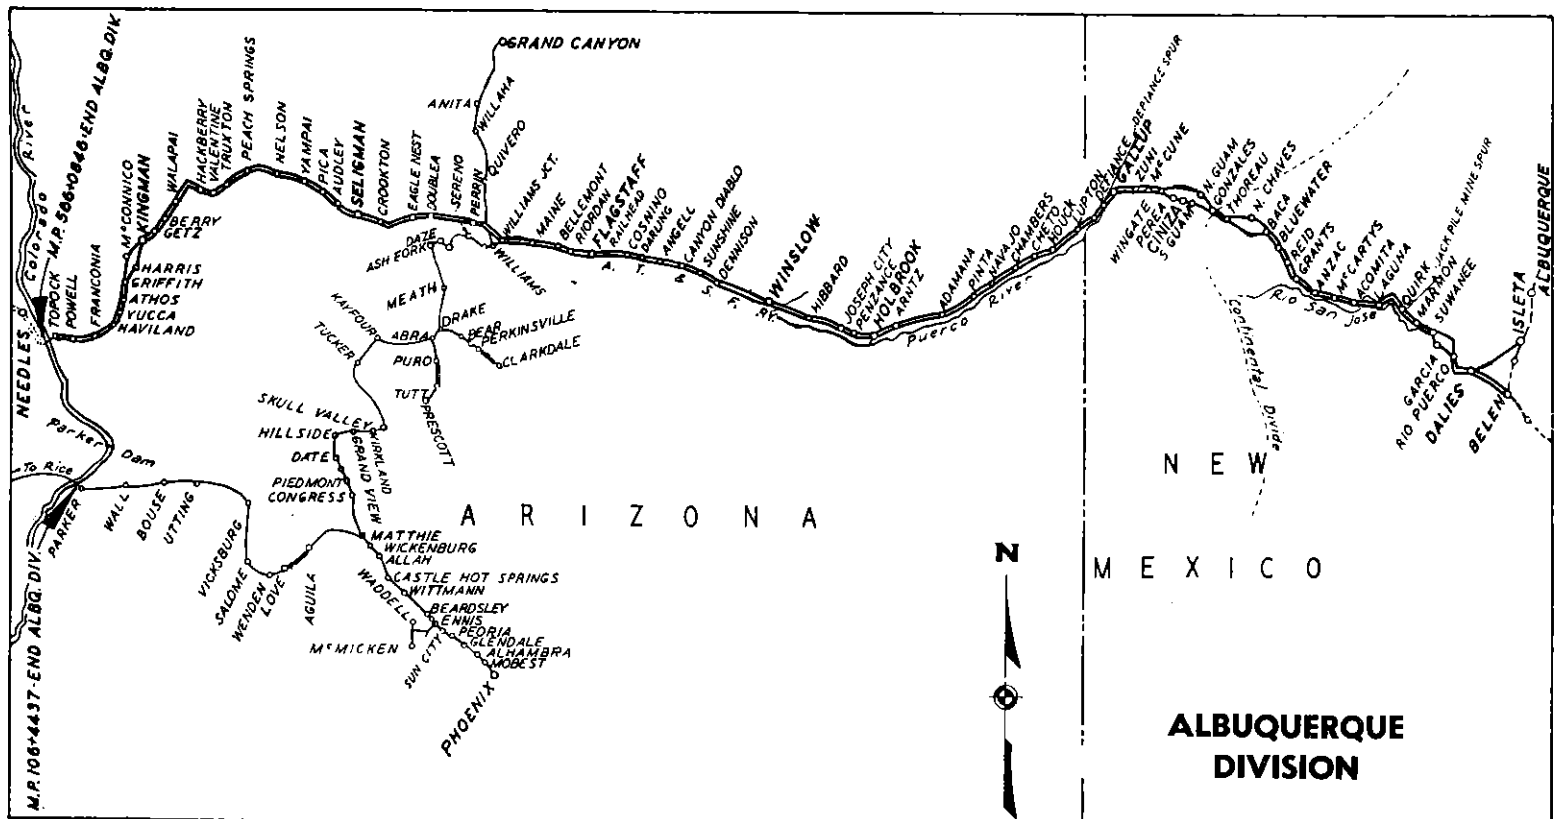 GRAND CANYON
ANITA
WILLAHA
QUIVERO
Colorado
River
M.P. 586+0846-END ALBQ. DIV.
NEEDLES
TOPOCK
POWELL
FRANCONIA
HAVILAND
YUCCA
ATHOS
GRIFFITH
HARRIS
McCONNICO
KINGMAN
GETZ
BERRY
WALAPAI
HACKBERRY
VALENTINE
TRUXTON
PEACH SPRINGS
NELSON
YAMPAI
PICA
AUDLEY
SELIGMAN
CROOKTON
EAGLE NEST
DOUBLEA
SERENO
PERRIN
WILLIAMS JCT.
MAINE
BELLEMONT
RIORDAN
FLAGSTAFF
RAILHEAD
COSNINO
DARLING
ANGELL
CANYON DIABLO
SUNSHINE
DENNISON
WINSLOW
HIBBARD
JOSEPH CITY
PENZANCE
HOLBROOK
ARNTZ
ADAMANA
PINTA
NAVAJO
CHAMBERS
CHETO
HOUCK
LUPTON
DEFIANCE
DEFIANCE SPUR
GALLUP
ZUNI
McCUNE
WINGATE
PEREA
CINIZA
S. GUAM
N. GUAM
GONZALES
THOREAU
N. CHAVES
BACA
BLUEWATER
REID
GRANTS
ANZAC
McCARTYS
ACOMITA
LAGUNA
QUIRK
JACK PILE MINE SPUR
MARMON
SUWANEE
GARCIA
RIO PUERCO
DALIES
BELEN
ISLETA
ALBUQUERQUE
A. T. & S. F. RY.
Puerco River
Rio San Jose
Continental Divide
DAZE
ASH FORK
WILLIAMS
MEATH
DRAKE
BEAR
PERKINSVILLE
CLARKDALE
ABRA
PURO
TUTT
PRESCOTT
KAYFOUR
TUCKER
SKULL VALLEY
KIRKLAND
GRAND VIEW
HILLSIDE
DATE
PIEDMONT
CONGRESS
MATTHIE
WICKENBURG
ALLAH
CASTLE HOT SPRINGS
WITTMANN
BEARDSLEY
ENNIS
PEORIA
GLENDALE
ALHAMBRA
MOBEST
PHOENIX
SUN CITY
WADDELL
McMICKEN
Parker Dam
To Rice
PARKER
WALL
BOUSE
UTTING
VICKSBURG
SALOME
WENDEN
LOVE
AGUILA
M.P. 106+4437-END ALBQ. DIV.
ARIZONA
NEW
MEXICO
N
ALBUQUERQUE
DIVISION